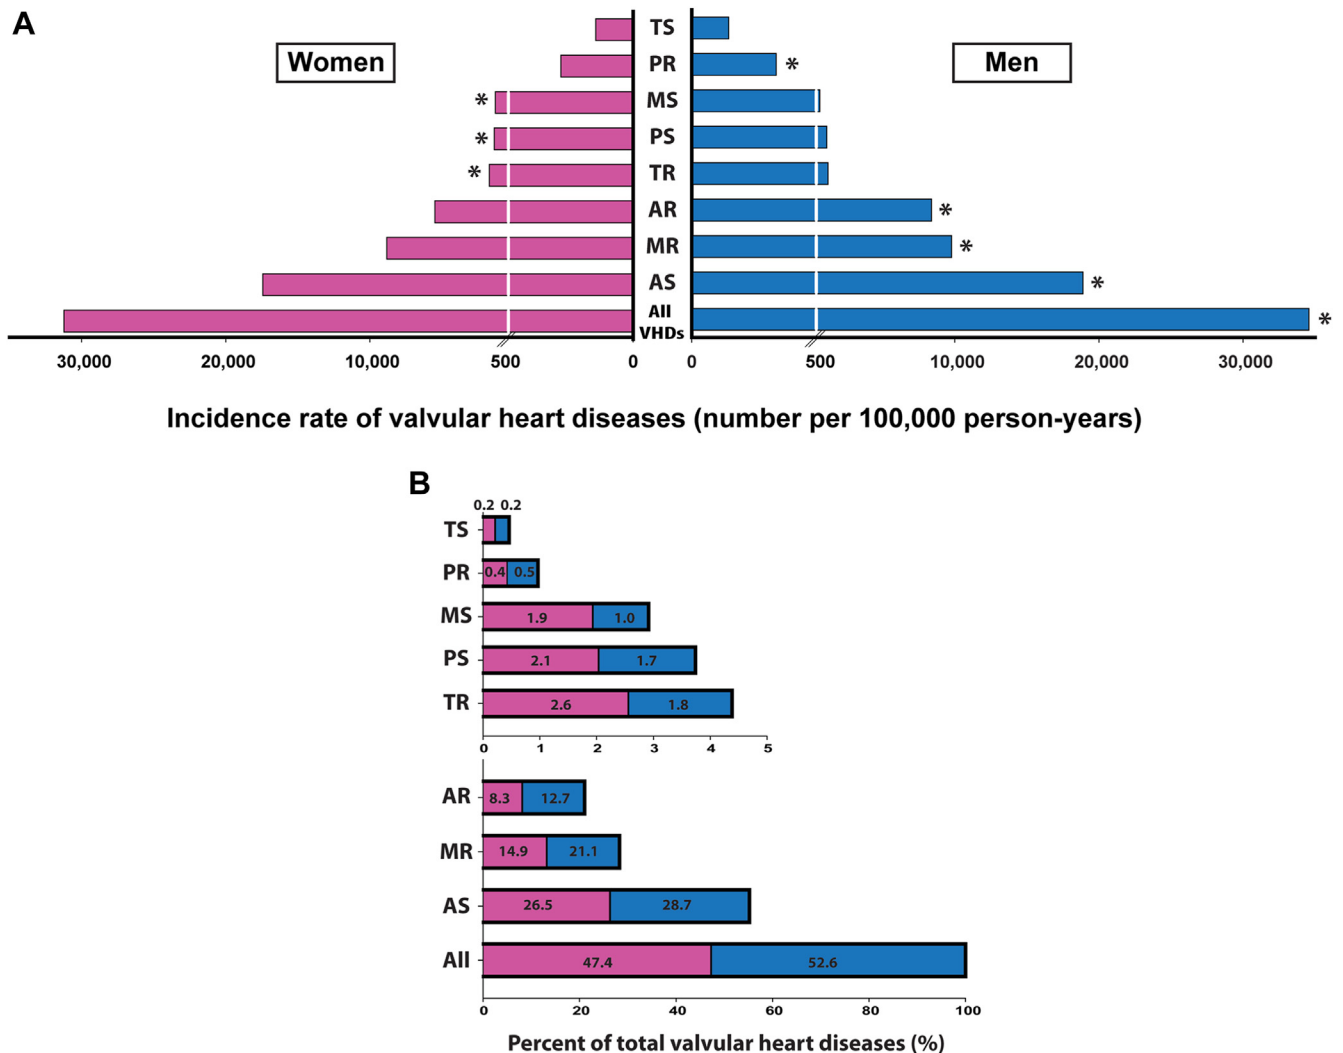 A
Women
Men
TS
PR *
* MS
* PS
* TR
AR *
MR *
AS *
All
VHDs *
30,000 20,000 10,000 500 0 0 500 10,000 20,000 30,000
Incidence rate of valvular heart diseases (number per 100,000 person-years)
B
0.2 0.2
TS
PR 0.4 0.5
MS 1.9 1.0
PS 2.1 1.7
TR 2.6 1.8
0 1 2 3 4 5
AR 8.3 12.7
MR 14.9 21.1
AS 26.5 28.7
All 47.4 52.6
0 20 40 60 80 100
Percent of total valvular heart diseases (%)